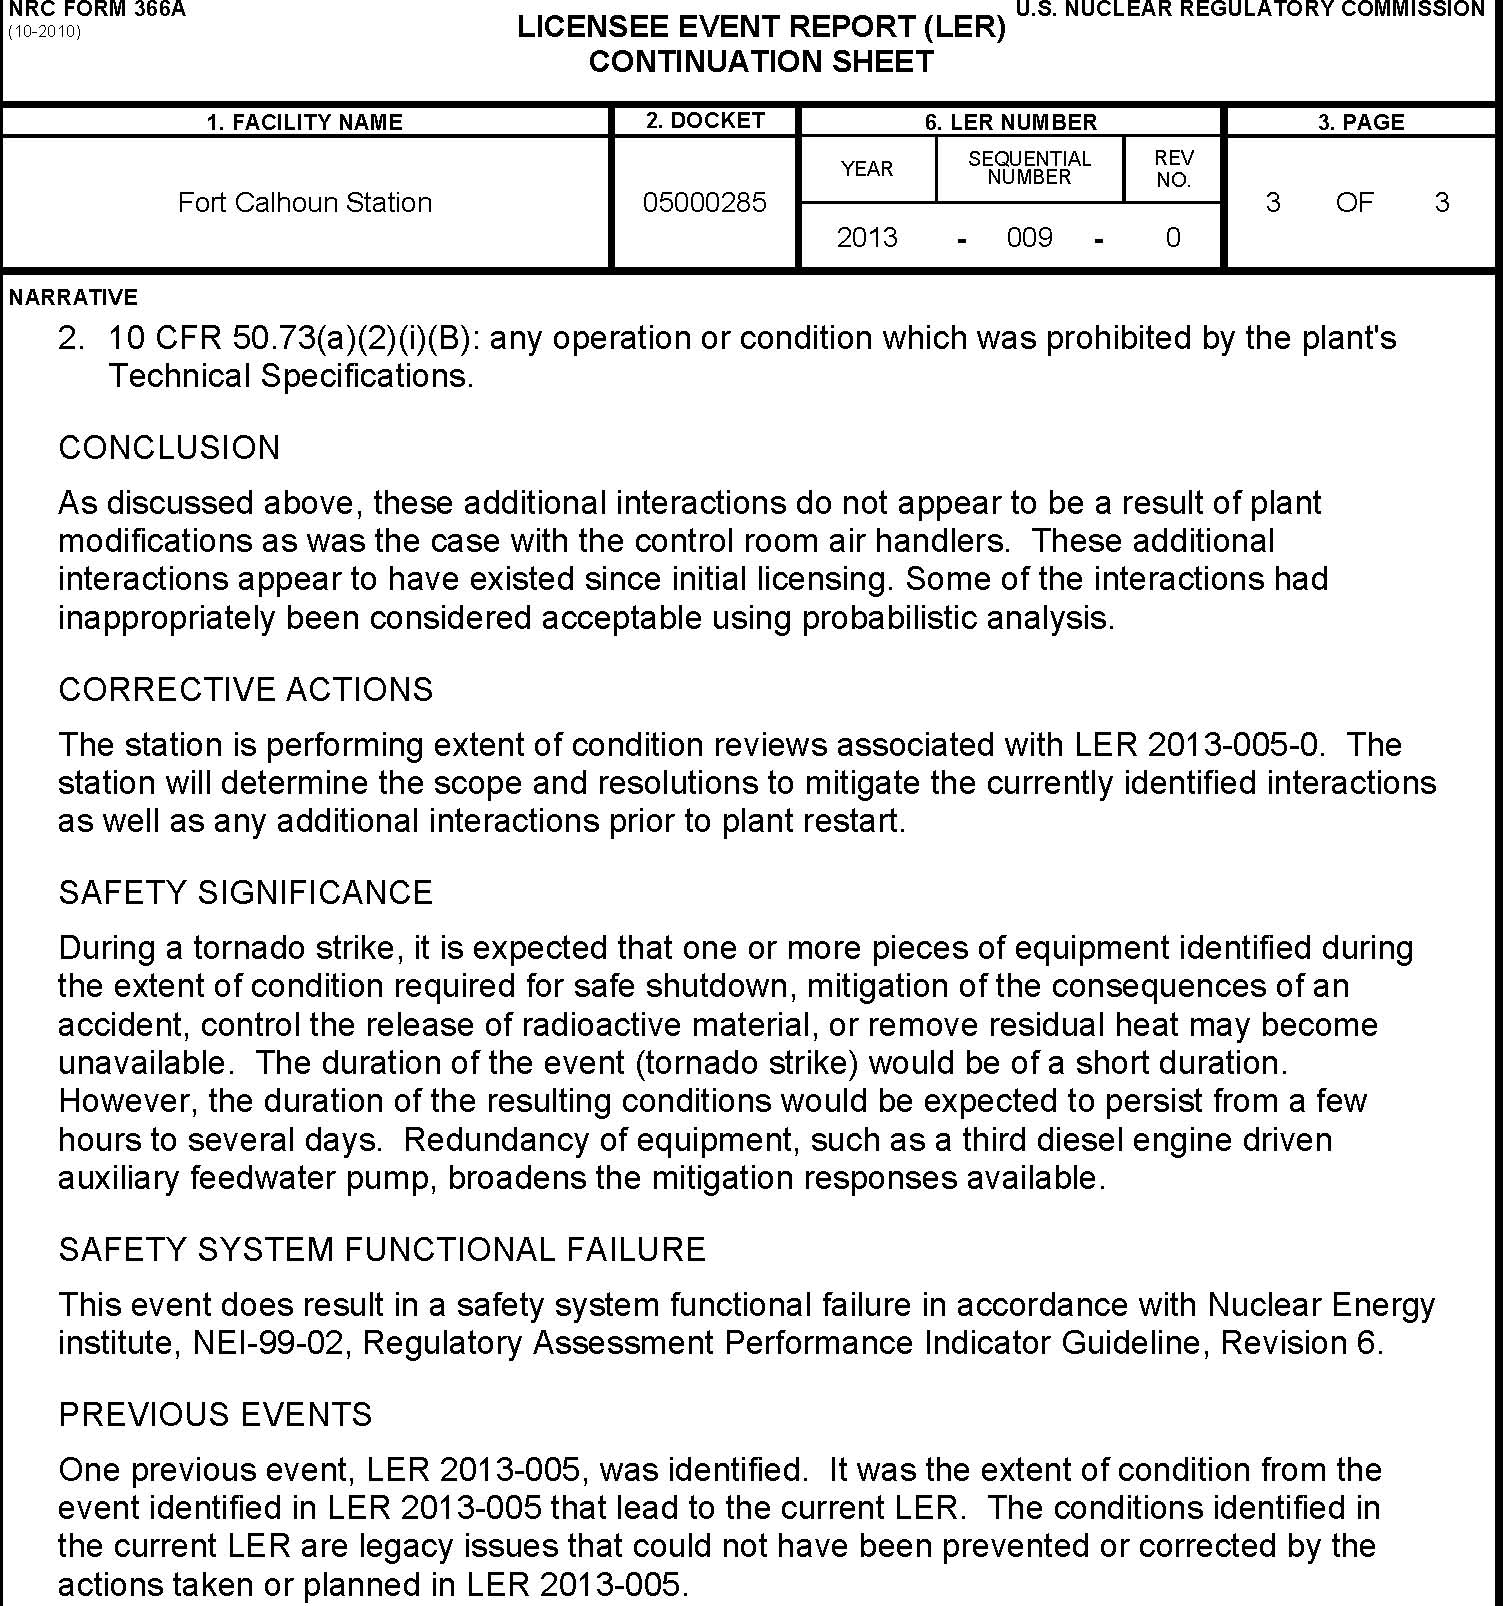 NRC FORM 366A
(10-2010)
U.S. NUCLEAR REGULATORY COMMISSION
LICENSEE EVENT REPORT (LER)
CONTINUATION SHEET
1. FACILITY NAME
2. DOCKET
6. LER NUMBER
3. PAGE
Fort Calhoun Station
05000285
YEAR
SEQUENTIAL
NUMBER
REV
NO.
2013 - 009 - 0
3 OF 3
NARRATIVE
2. 10 CFR 50.73(a)(2)(i)(B): any operation or condition which was prohibited by the plant's
Technical Specifications.
CONCLUSION
As discussed above, these additional interactions do not appear to be a result of plant
modifications as was the case with the control room air handlers. These additional
interactions appear to have existed since initial licensing. Some of the interactions had
inappropriately been considered acceptable using probabilistic analysis.
CORRECTIVE ACTIONS
The station is performing extent of condition reviews associated with LER 2013-005-0. The
station will determine the scope and resolutions to mitigate the currently identified interactions
as well as any additional interactions prior to plant restart.
SAFETY SIGNIFICANCE
During a tornado strike, it is expected that one or more pieces of equipment identified during
the extent of condition required for safe shutdown, mitigation of the consequences of an
accident, control the release of radioactive material, or remove residual heat may become
unavailable. The duration of the event (tornado strike) would be of a short duration.
However, the duration of the resulting conditions would be expected to persist from a few
hours to several days. Redundancy of equipment, such as a third diesel engine driven
auxiliary feedwater pump, broadens the mitigation responses available.
SAFETY SYSTEM FUNCTIONAL FAILURE
This event does result in a safety system functional failure in accordance with Nuclear Energy
institute, NEI-99-02, Regulatory Assessment Performance Indicator Guideline, Revision 6.
PREVIOUS EVENTS
One previous event, LER 2013-005, was identified. It was the extent of condition from the
event identified in LER 2013-005 that lead to the current LER. The conditions identified in
the current LER are legacy issues that could not have been prevented or corrected by the
actions taken or planned in LER 2013-005.